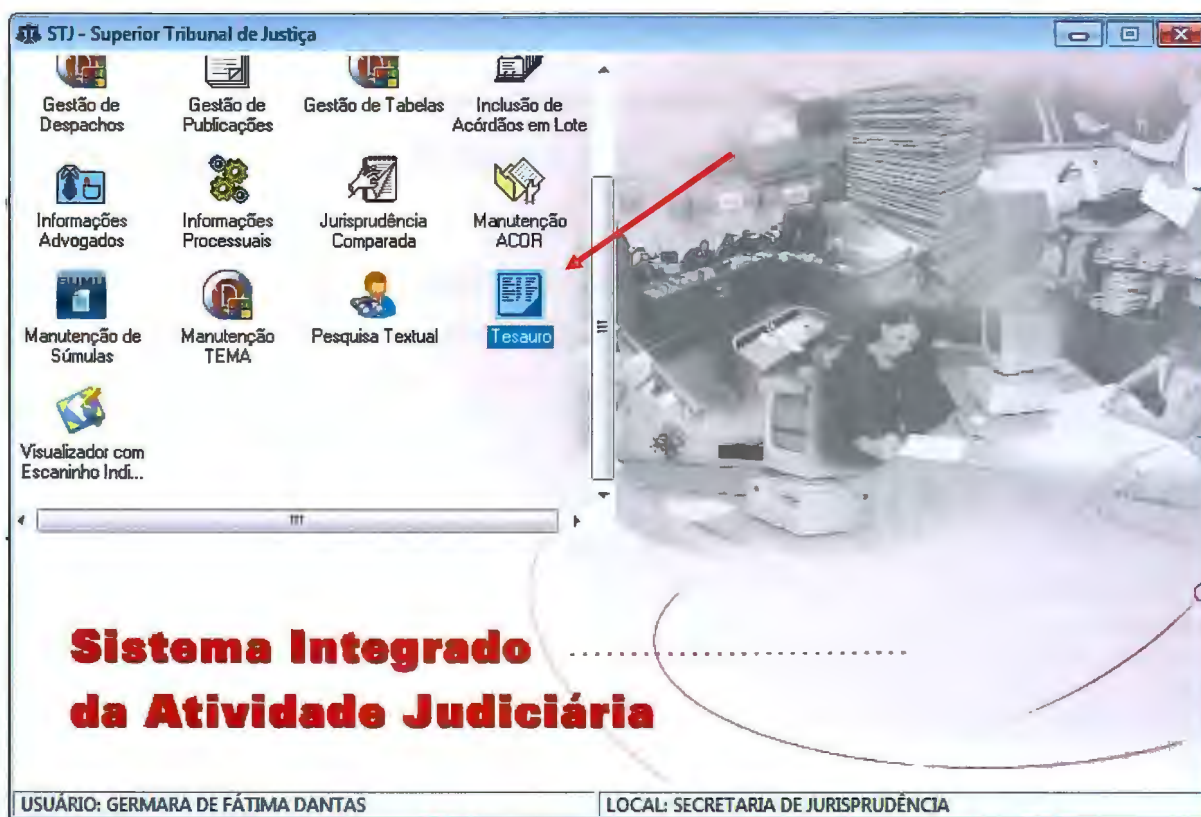 STJ - Superior Tribunal de Justiça
Gestão de Despachos
Gestão de Publicações
Gestão de Tabelas
Inclusão de Acórdãos em Lote
Informações Advogados
Informações Processuais
Jurisprudência Comparada
Manutenção ACOR
Manutenção de Súmulas
Manutenção TEMA
Pesquisa Textual
Tesauro
Visualizador com Escaninho Indi...
Sistema Integrado
da Atividade Judiciária
USUÁRIO: GERMARA DE FÁTIMA DANTAS
LOCAL: SECRETARIA DE JURISPRUDÊNCIA